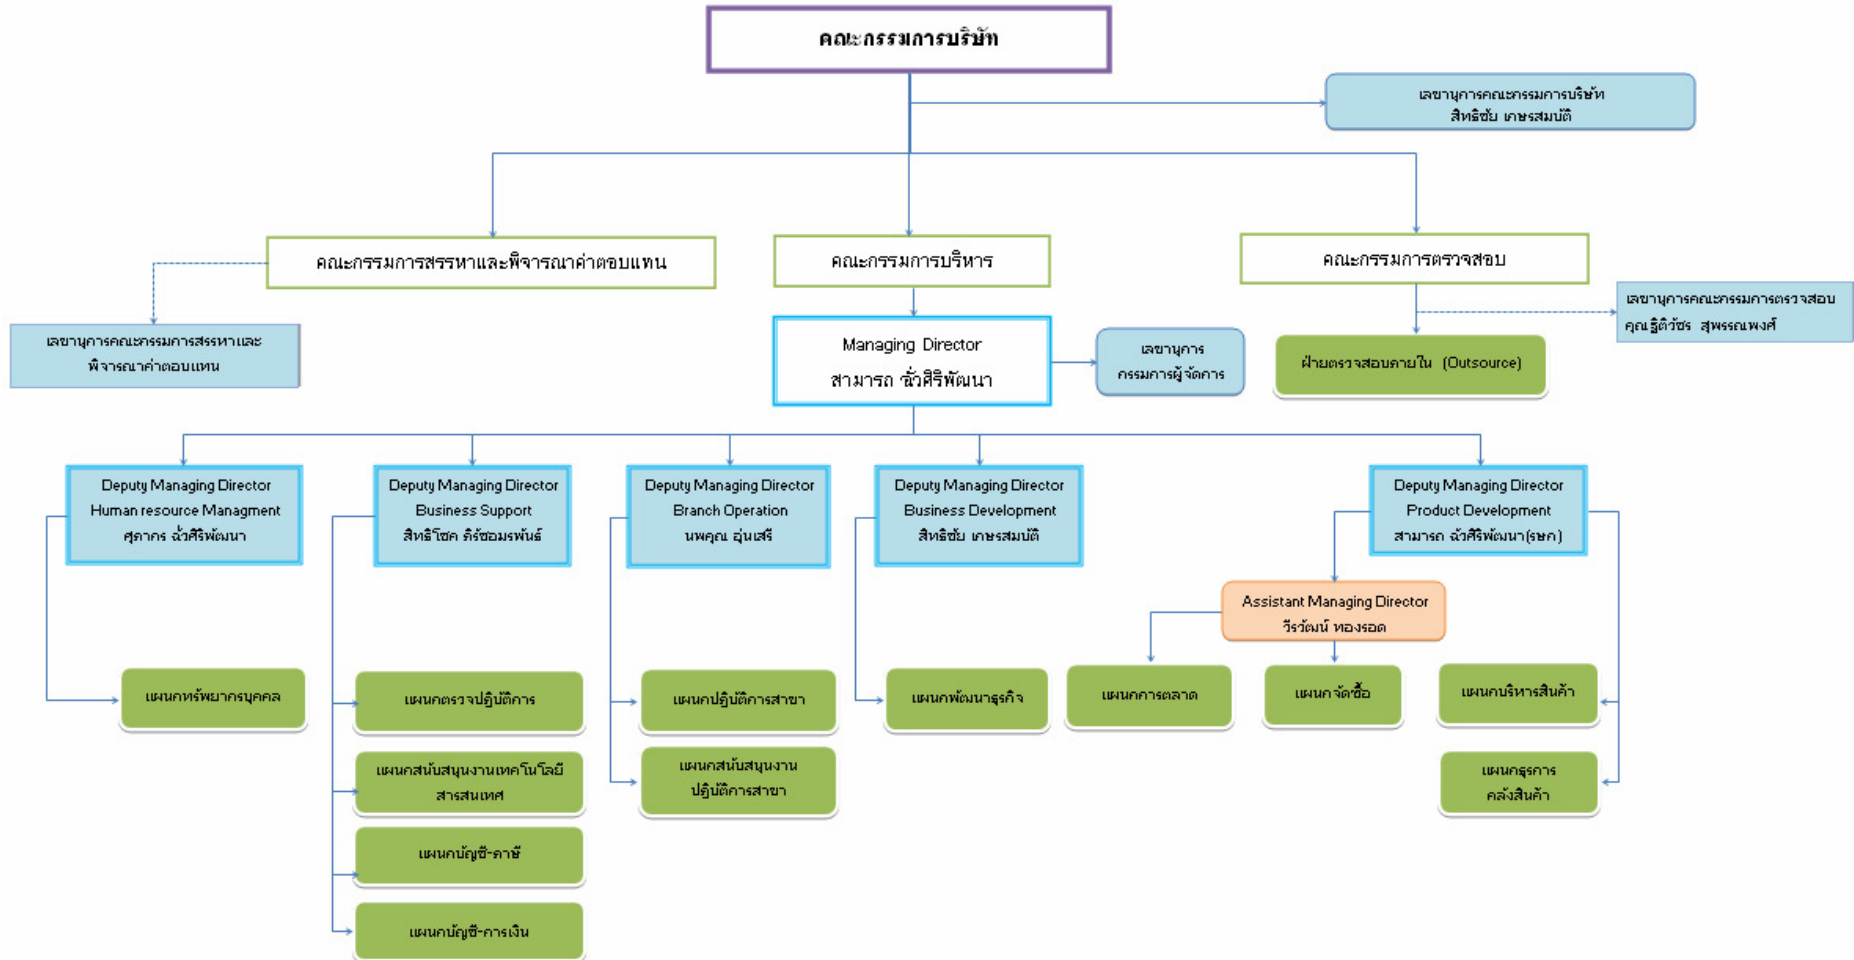 คณะกรรมการบริษัท
เลขานุการคณะกรรมการบริษัท
สิทธิชัย เกษรสมบัติ
คณะกรรมการสรรหาและพิจารณาค่าตอบแทน
คณะกรรมการบริหาร
คณะกรรมการตรวจสอบ
เลขานุการคณะกรรมการสรรหาและ
พิจารณาค่าตอบแทน
Managing Director
สามารถ ฉั่วศิริพัฒนา
เลขานุการ
กรรมการผู้จัดการ
เลขานุการคณะกรรมการตรวจสอบ
คุณฐิติวัชร สุพรรณพงศ์
ฝ่ายตรวจสอบภายใน (Outsource)
Deputy Managing Director
Human resource Managment
ศุภากร ฉั่วศิริพัฒนา
Deputy Managing Director
Business Support
สิทธิโชค
Deputy Managing Director
Branch Operation
นพคุณ อุ่นเสรี
Deputy Managing Director
Business Development
สิทธิชัย เกษรสมบัติ
Deputy Managing Director
Product Development
สามารถ ฉั่วศิริพัฒนา(รษก)
Assistant Managing Director
วีรวัฒน์ ทองรอด
แผนกทรัพยากรบุคคล
แผนกตรวจปฏิบัติการ
แผนกปฏิบัติการสาขา
แผนกพัฒนาธุรกิจ
แผนกการตลาด
แผนกจัดซื้อ
แผนกบริหารสินค้า
แผนกสนับสนุนงานเทคโนโลยี
สารสนเทศ
แผนกสนับสนุนงาน
ปฏิบัติการสาขา
แผนกธุรการ
คลังสินค้า
แผนกบัญชี-ภาษี
แผนกบัญชี-การเงิน